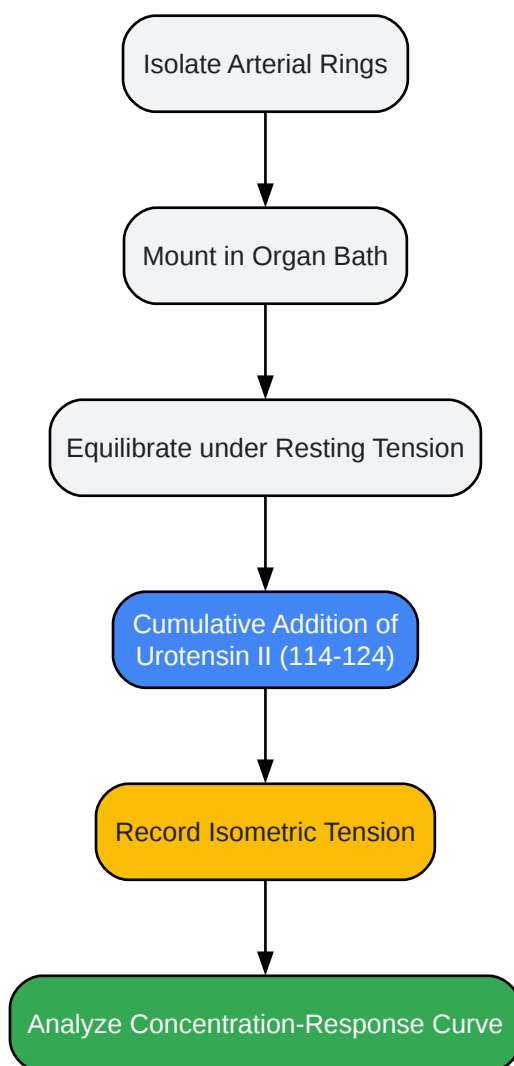 Isolate Arterial Rings
Mount in Organ Bath
Equilibrate under Resting Tension
Cumulative Addition of
Urotensin II (114-124)
Record Isometric Tension
Analyze Concentration-Response Curve